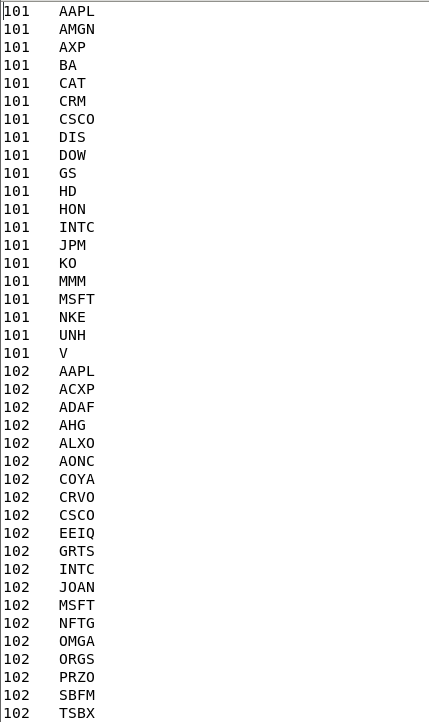 101 AAPL
101 AMGN
101 AXP
101 BA
101 CAT
101 CRM
101 CSCO
101 DIS
101 DOW
101 GS
101 HD
101 HON
101 INTC
101 JPM
101 KO
101 MMM
101 MSFT
101 NKE
101 UNH
101 V
102 AAPL
102 ACXP
102 ADAF
102 AHG
102 ALXO
102 AONC
102 COYA
102 CRVO
102 CSCO
102 EEIQ
102 GRTS
102 INTC
102 JOAN
102 MSFT
102 NFTG
102 OMGA
102 ORGS
102 PRZO
102 SBFM
102 TSBX